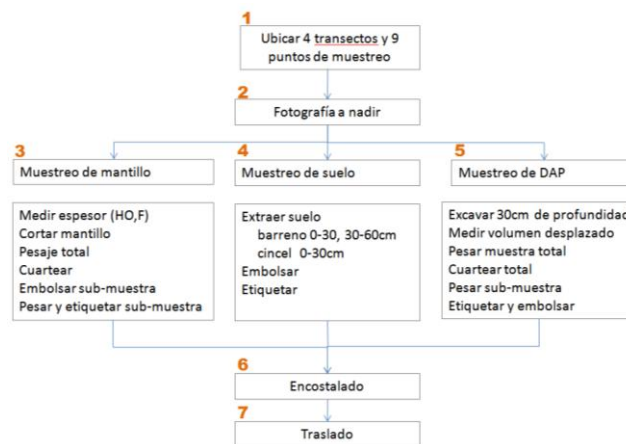 1
Ubicar 4 transectos y 9
puntos de muestreo
2
Fotografía a nadir
3
Muestreo de mantillo
4
Muestreo de suelo
5
Muestreo de DAP
Medir espesor (HO,F)
Cortar mantillo
Pesaje total
Cuartear
Embolsar sub-muestra
Pesar y etiquetar sub-muestra
Extraer suelo
barreno 0-30, 30-60cm
cincel 0-30cm
Embolsar
Etiquetar
Excavar 30cm de profundidad
Medir volumen desplazado
Pesar muestra total
Cuartear total
Pesar sub-muestra
Etiquetar y embolsar
6
Encostalado
7
Traslado